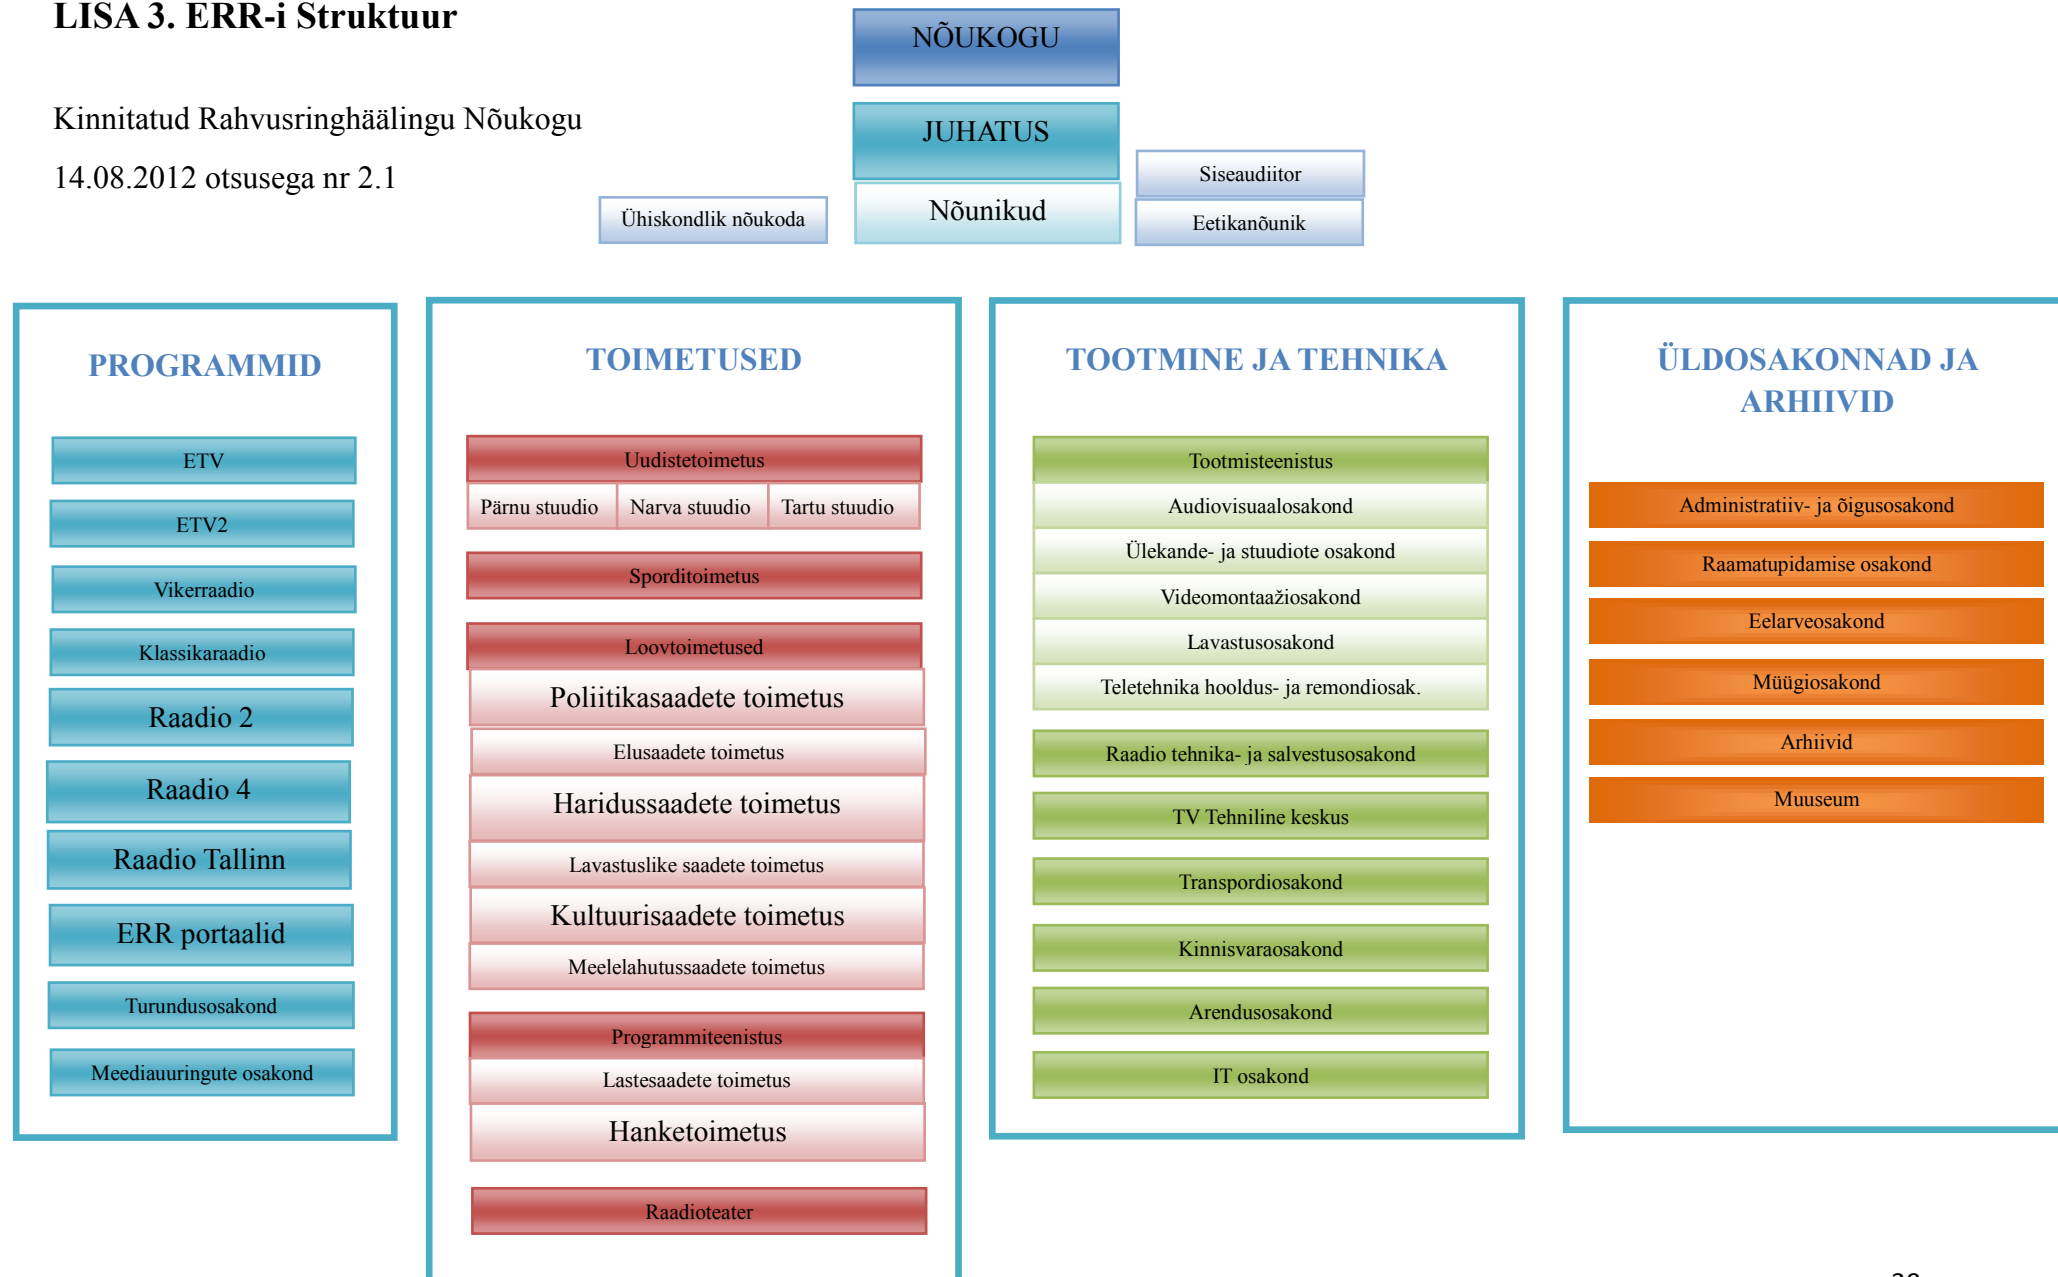 LISA 3. ERR-i Struktuur
Kinnitatud Rahvusringhäälingu Nõukogu
14.08.2012 otsusega nr 2.1
NÕUKOGU
JUHATUS
Nõunikud
Ühiskondlik nõukoda
Siseaudiitor
Eetikanõunik
PROGRAMMID
ETV
ETV2
Vikerraadio
Klassikaraadio
Raadio 2
Raadio 4
Raadio Tallinn
ERR portaalid
Turundusosakond
Meediauuringute osakond
TOIMETUSED
Uudistetoimetus
Pärnu stuudio Narva stuudio Tartu stuudio
Sporditoimetus
Loovtoimetused
Poliitikasaadete toimetus
Elusaadete toimetus
Haridussaadete toimetus
Lavastuslike saadete toimetus
Kultuurisaadete toimetus
Meelelahutussaadete toimetus
Programmiteenistus
Lastesaadete toimetus
Hanketoimetus
Raadioteater
TOOTMINE JA TEHNIKA
Tootmisteenistus
Audiovisuaalosakond
Ülekande- ja stuudiote osakond
Videomontaažiosakond
Lavastusosakond
Teletehnika hooldus- ja remondiosak.
Raadio tehnika- ja salvestusosakond
TV Tehniline keskus
Transpordiosakond
Kinnisvaraosakond
Arendusosakond
IT osakond
ÜLDOSAKONNAD JA
ARHIIVID
Administratiiv- ja õigusosakond
Raamatupidamise osakond
Eelarveosakond
Müügiosakond
Arhiivid
Muuseum